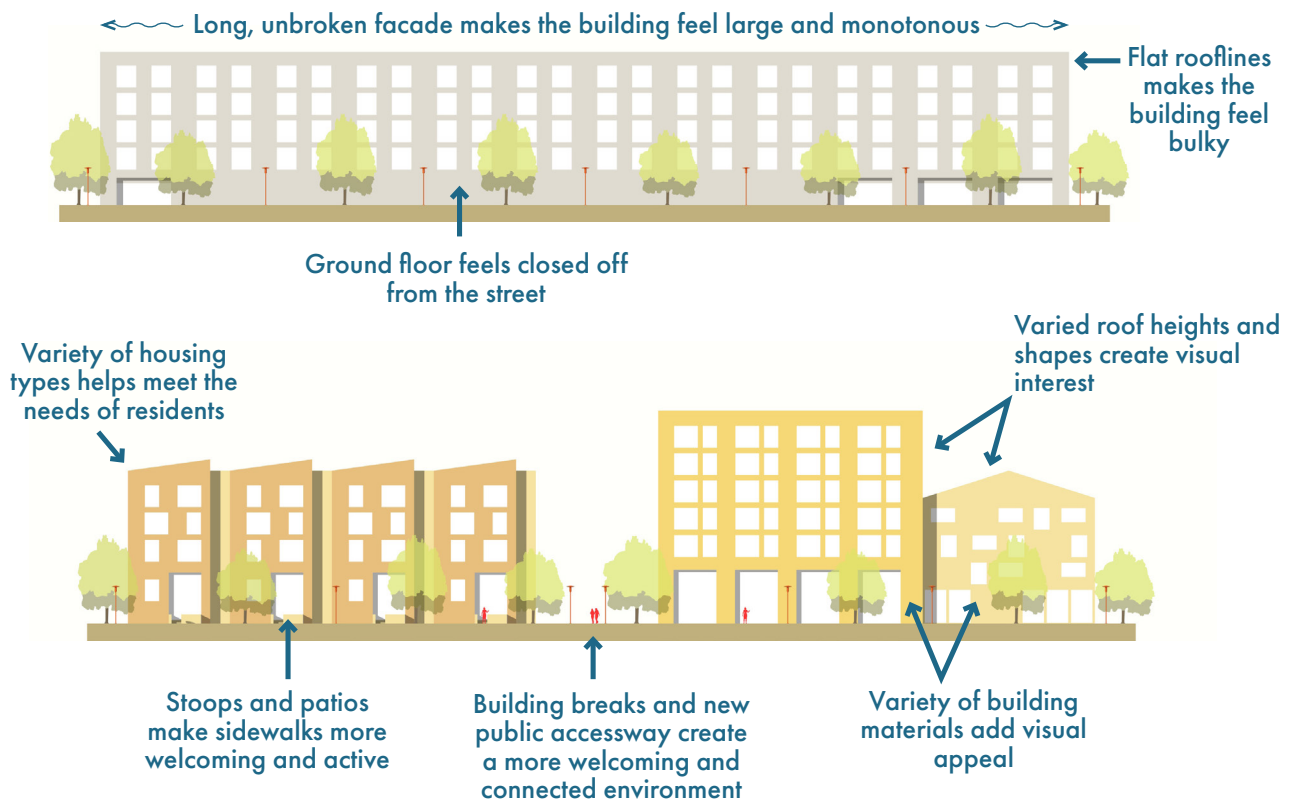 Long, unbroken facade makes the building feel large and monotonous
Flat rooflines
makes the
building feel
bulky
Ground floor feels closed off
from the street
Variety of housing
types helps meet the
needs of residents
Varied roof heights and
shapes create visual
interest
Stoops and patios
make sidewalks more
welcoming and active
Building breaks and new
public accessway create
a more welcoming and
connected environment
Variety of building
materials add visual
appeal